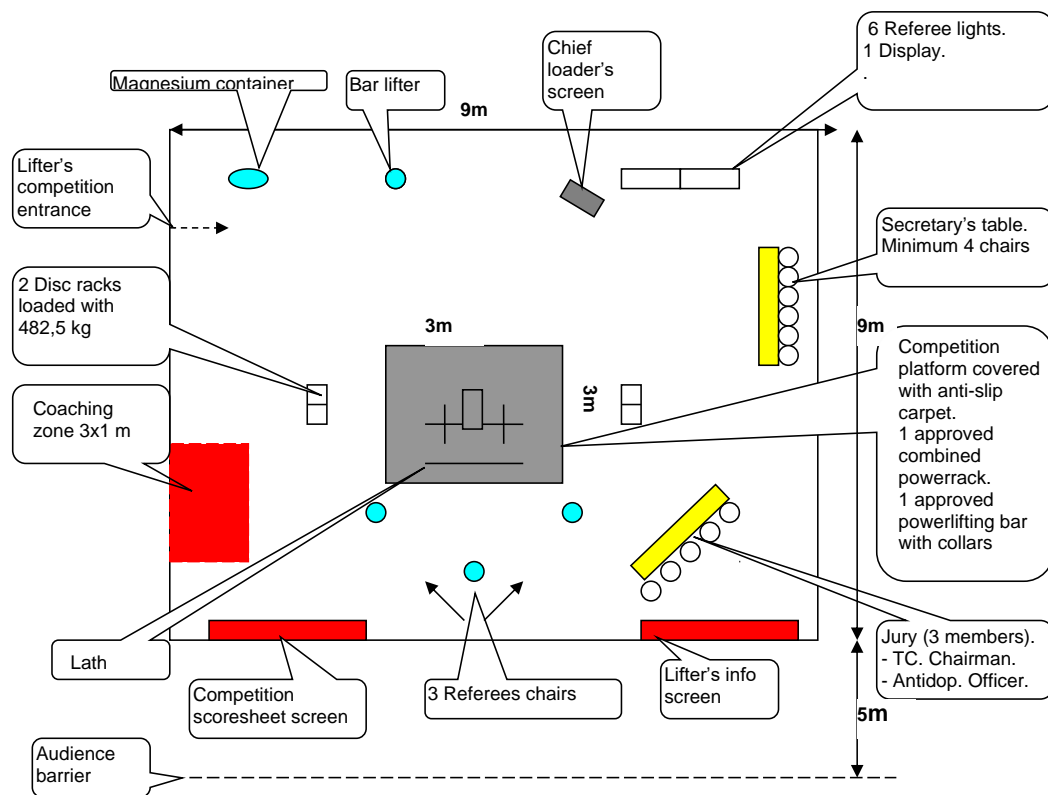 Magnesium container
Bar lifter
Chief
loader's
screen
6 Referee lights.
1 Display.
.
9m
Lifter's
competition
entrance
Secretary's table.
Minimum 4 chairs
2 Disc racks
loaded with
482,5 kg
3m
9m
3m
Competition
platform covered
with anti-slip
carpet.
1 approved
combined
powerrack.
1 approved
powerlifting bar
with collars
Coaching
zone 3x1 m
Lath
Competition
scoresheet screen
3 Referees chairs
Lifter's info
screen
Jury (3 members).
- TC. Chairman.
- Antidop. Officer.
5m
Audience
barrier